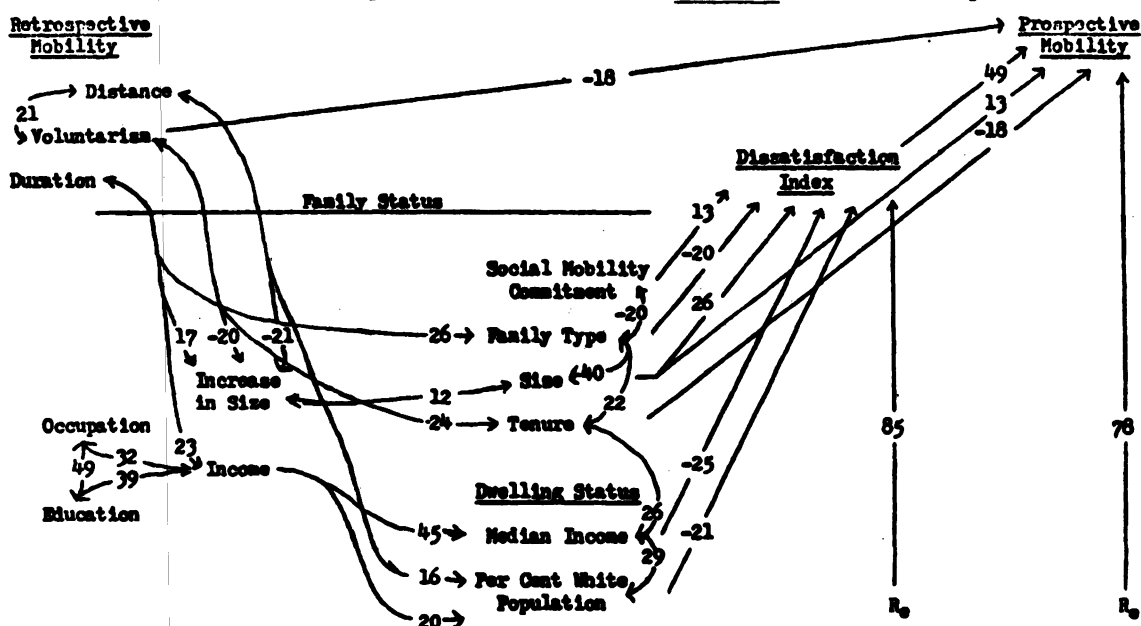 Retrospective
Mobility
Prospective
Mobility
-18
49
13
-18
Distance
21
Voluntarism
Duration
Dissatisfaction
Index
Family Status
13
-20
26
Social Mobility
Commitment
-20
17
-20
-21
26
Family Type
Increase
in Size
12
Size
40
22
24
Tenure
Occupation
49
32
39
23
Income
Education
-25
-21
85
78
Dwelling Status
26
45
Median Income
29
16
Per Cent White
Population
20
Re
Re